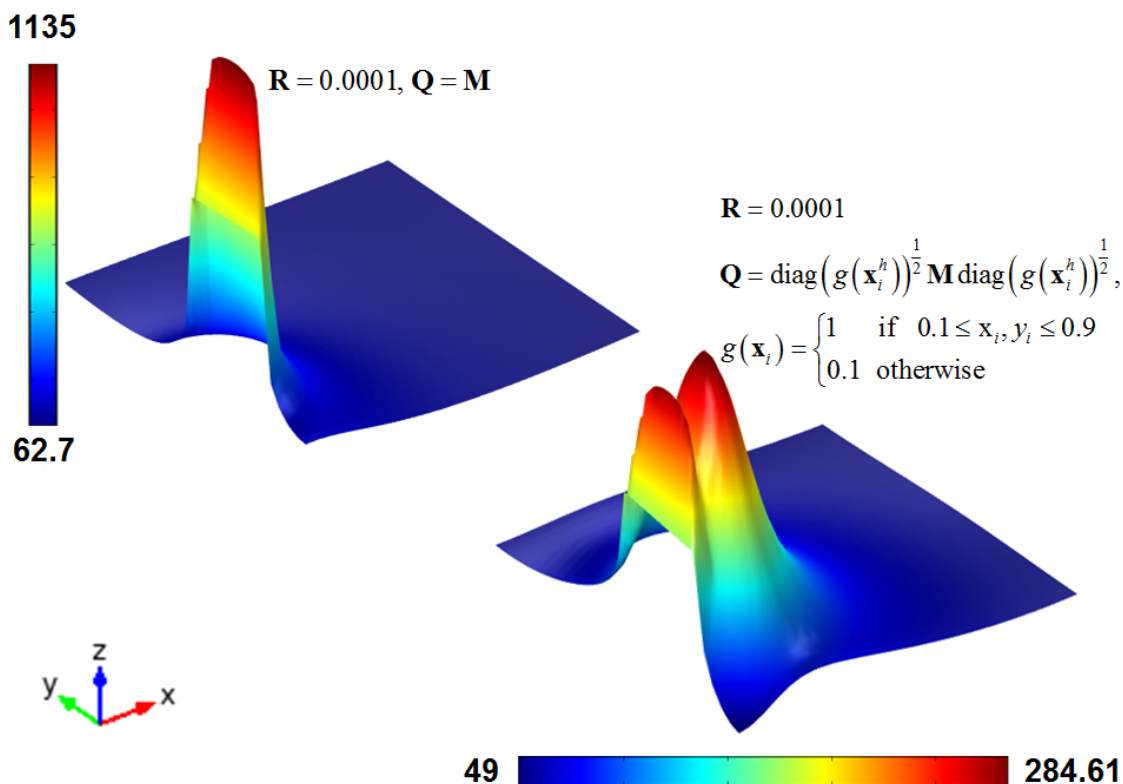 1135
R = 0.0001, Q = M
62.7
R = 0.0001
Q = diag(g(x_i^h))^{1/2} M diag(g(x_i^h))^{1/2},
g(x_i) = { 1 if 0.1 ≤ x_i, y_i ≤ 0.9
0.1 otherwise
z
y
x
49
284.61